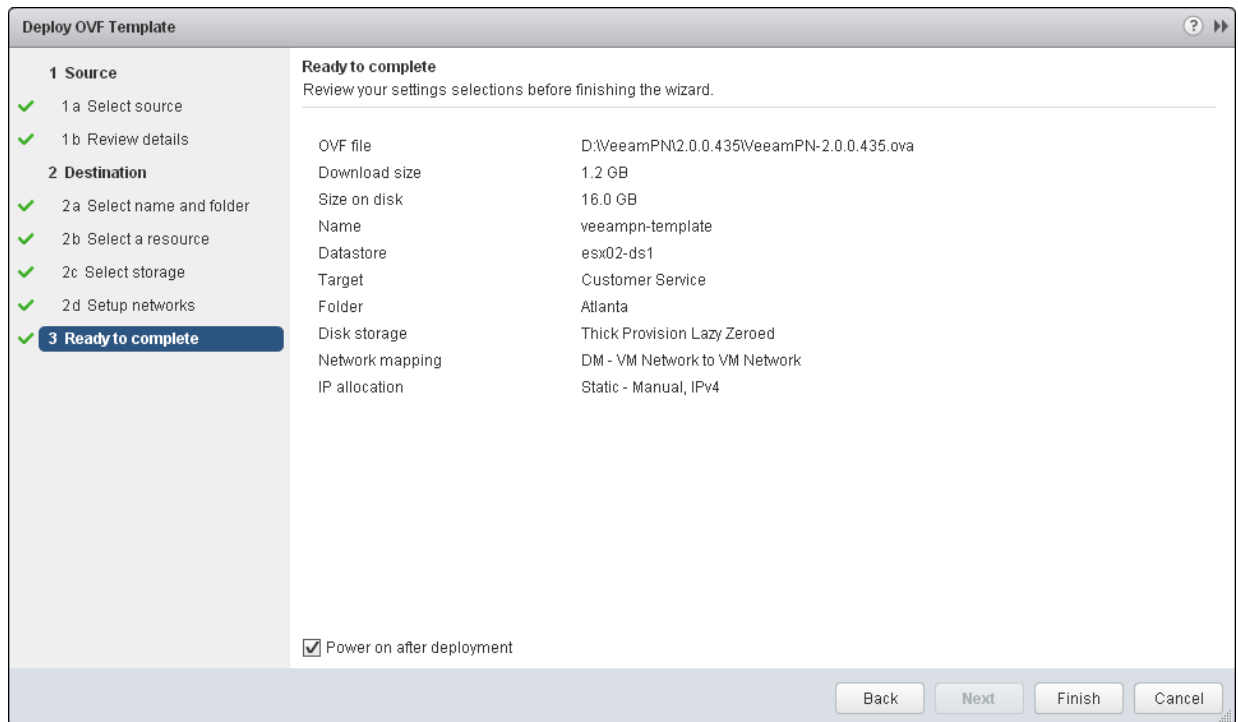 Deploy OVF Template
?
1 Source
1a Select source
1b Review details
2 Destination
2a Select name and folder
2b Select a resource
2c Select storage
2d Setup networks
3 Ready to complete
Ready to complete
Review your settings selections before finishing the wizard.
OVF file D:\VeeamPN\2.0.0.435\VeeamPN-2.0.0.435.ova
Download size 1.2 GB
Size on disk 16.0 GB
Name veeampn-template
Datastore esx02-ds1
Target Customer Service
Folder Atlanta
Disk storage Thick Provision Lazy Zeroed
Network mapping DM - VM Network to VM Network
IP allocation Static - Manual, IPv4
Power on after deployment
Back Next Finish Cancel